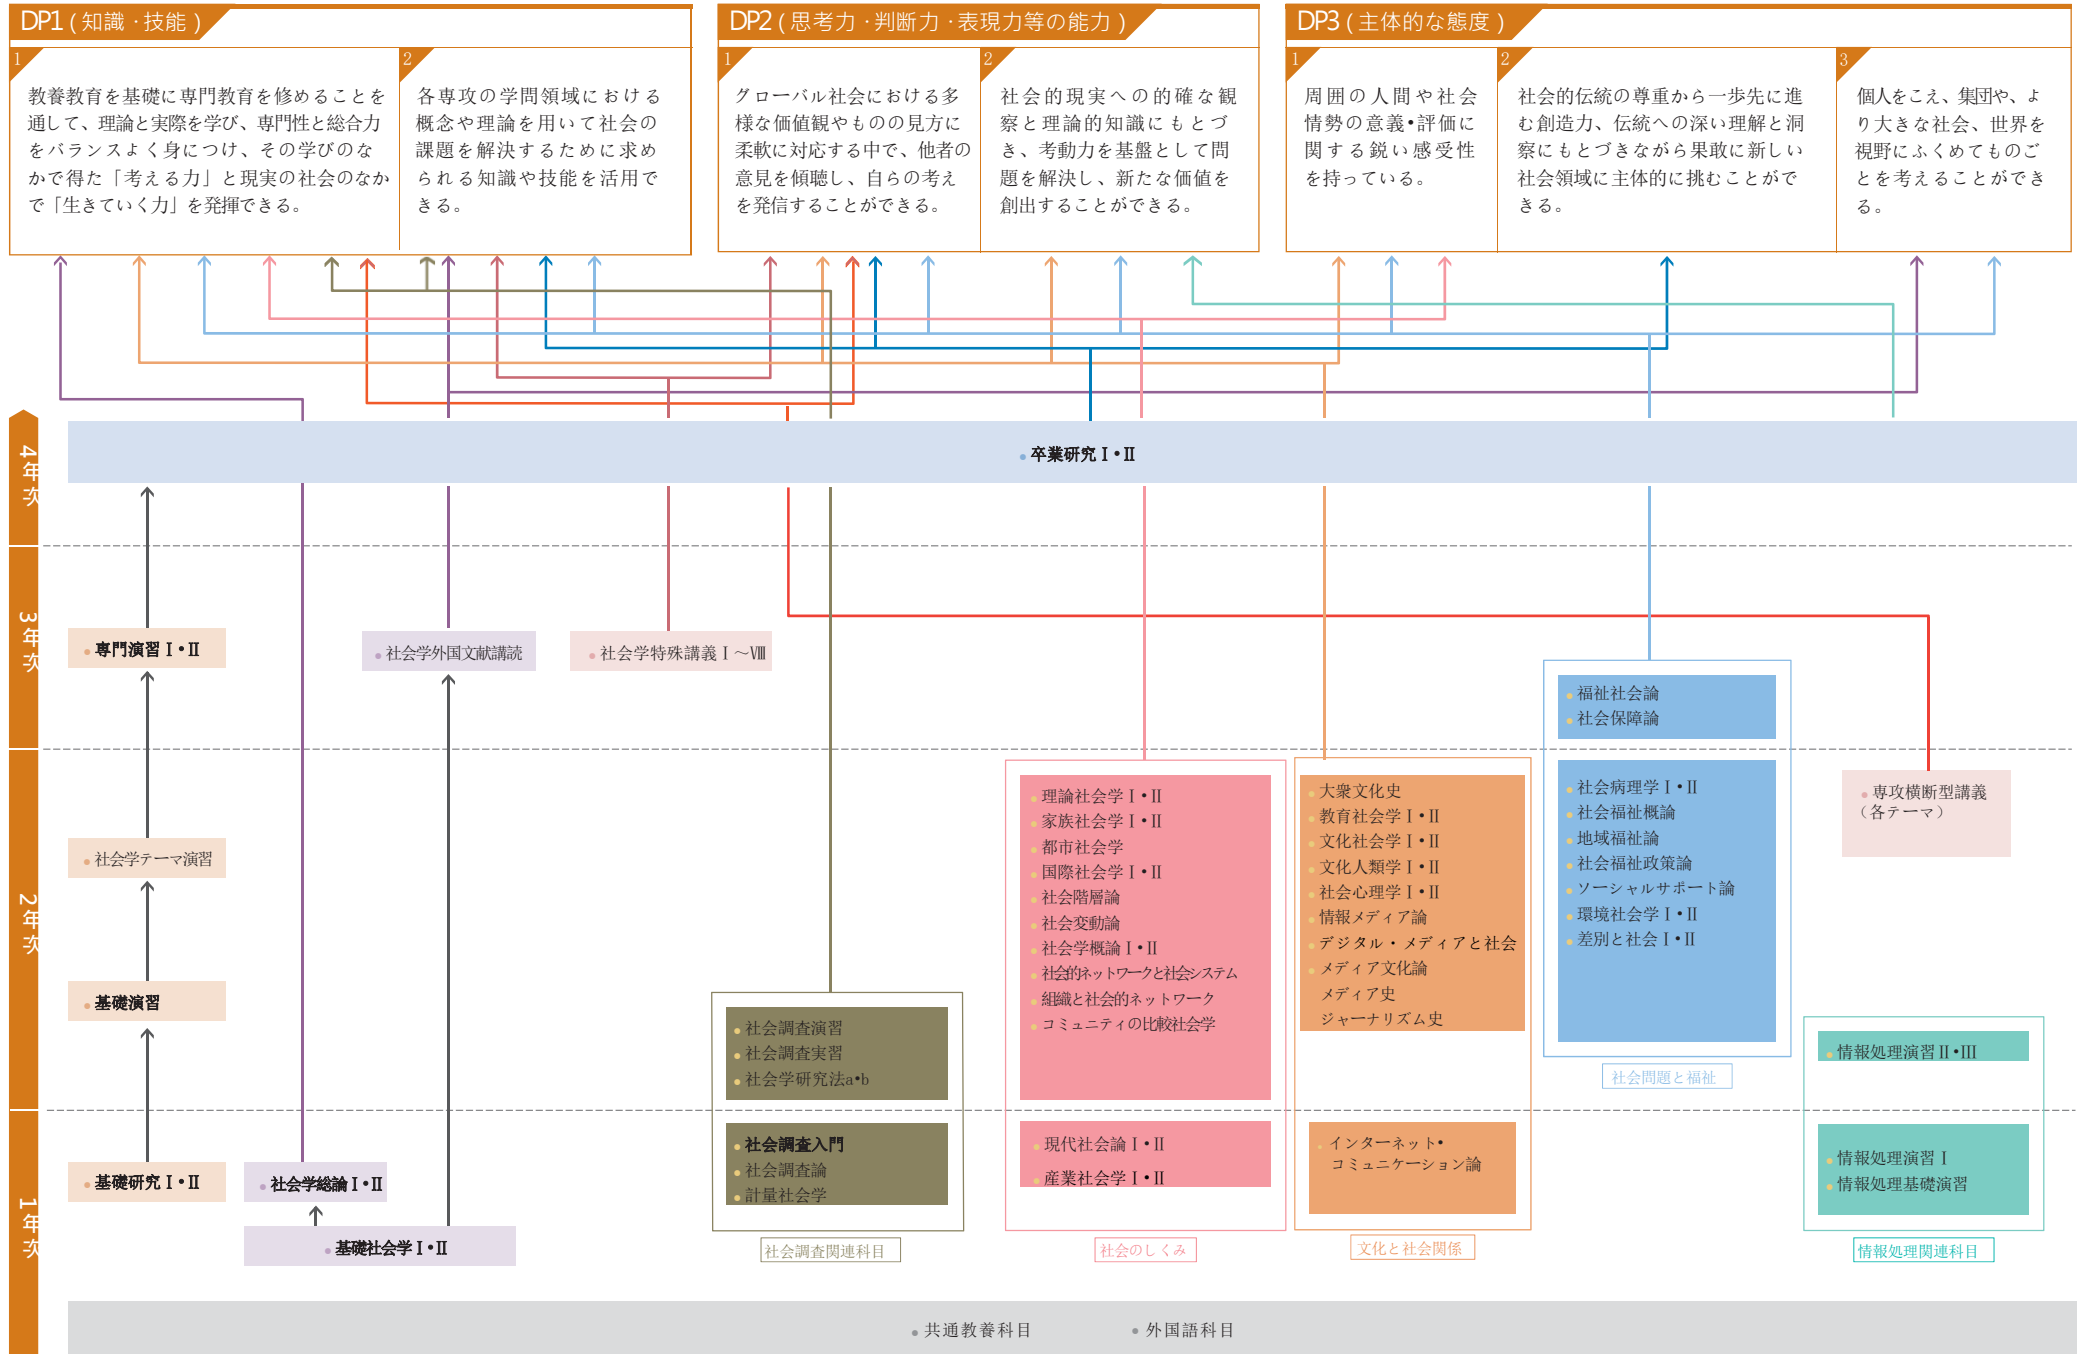 DP1 ( 知識・技能 )
1
教養教育を基礎に専門教育を修めることを
通して、理論と実際を学び、専門性と総合力
をバランスよく身につけ、その学びのな
かで得た「考える力」と現実の社会のなか
で「生きていく力」を発揮できる。
2
各専攻の学問領域における
概念や理論を用いて社会の
課題を解決するために求め
られる知識や技能を活用で
きる。
DP2 ( 思考力・判断力・表現力等の能力 )
1
グローバル社会における多
様な価値観やものの見方に
柔軟に対応する中で、他者の
意見を傾聴し、自らの考え
を発信することができる。
2
社会的現実への的確な観
察と理論的知識にもとづ
き、考動力を基盤として問
題を解決し、新たな価値を
創出することができる。
DP3 ( 主体的な態度 )
1
周囲の人間や社会
情勢の意義•評価に
関する鋭い感受性
を持っている。
2
社会的伝統の尊重から一歩先に進
む創造力、伝統への深い理解と洞
察にもとづきながら果敢に新しい
社会領域に主体的に挑むことがで
きる。
3
個人をこえ、集団や、よ
り大きな社会、世界を
視野にふくめてものご
とを考えることができ
る。
4年次
● 卒業研究Ⅰ•Ⅱ
3年次
● 専門演習Ⅰ•Ⅱ
● 社会学外国文献講読
● 社会学特殊講義Ⅰ～Ⅷ
● 福祉社会論
● 社会保障論
2年次
● 社会学テーマ演習
● 基礎演習
● 社会調査演習
● 社会調査実習
● 社会学研究法a•b
● 理論社会学Ⅰ•Ⅱ
● 家族社会学Ⅰ•Ⅱ
● 都市社会学
● 国際社会学Ⅰ•Ⅱ
● 社会階層論
● 社会変動論
● 社会学概論Ⅰ•Ⅱ
● 社会的ネットワークと社会システム
● 組織と社会的ネットワーク
● コミュニティの比較社会学
● 大衆文化史
● 教育社会学Ⅰ•Ⅱ
● 文化社会学Ⅰ•Ⅱ
● 文化人類学Ⅰ•Ⅱ
● 社会心理学Ⅰ•Ⅱ
● 情報メディア論
● デジタル・メディアと社会
● メディア文化論
メディア史
ジャーナリズム史
● 社会病理学Ⅰ•Ⅱ
● 社会福祉概論
● 地域福祉論
● 社会福祉政策論
● ソーシャルサポート論
● 環境社会学Ⅰ•Ⅱ
● 差別と社会Ⅰ•Ⅱ
社会問題と福祉
● 専攻横断型講義
（各テーマ）
● 情報処理演習Ⅱ•Ⅲ
1年次
● 基礎研究Ⅰ•Ⅱ
● 社会学総論Ⅰ•Ⅱ
● 基礎社会学Ⅰ•Ⅱ
● 社会調査入門
● 社会調査論
● 計量社会学
社会調査関連科目
● 現代社会論Ⅰ•Ⅱ
● 産業社会学Ⅰ•Ⅱ
社会のしくみ
● インターネット•
コミュニケーション論
文化と社会関係
● 情報処理演習Ⅰ
● 情報処理基礎演習
情報処理関連科目
● 共通教養科目
● 外国語科目